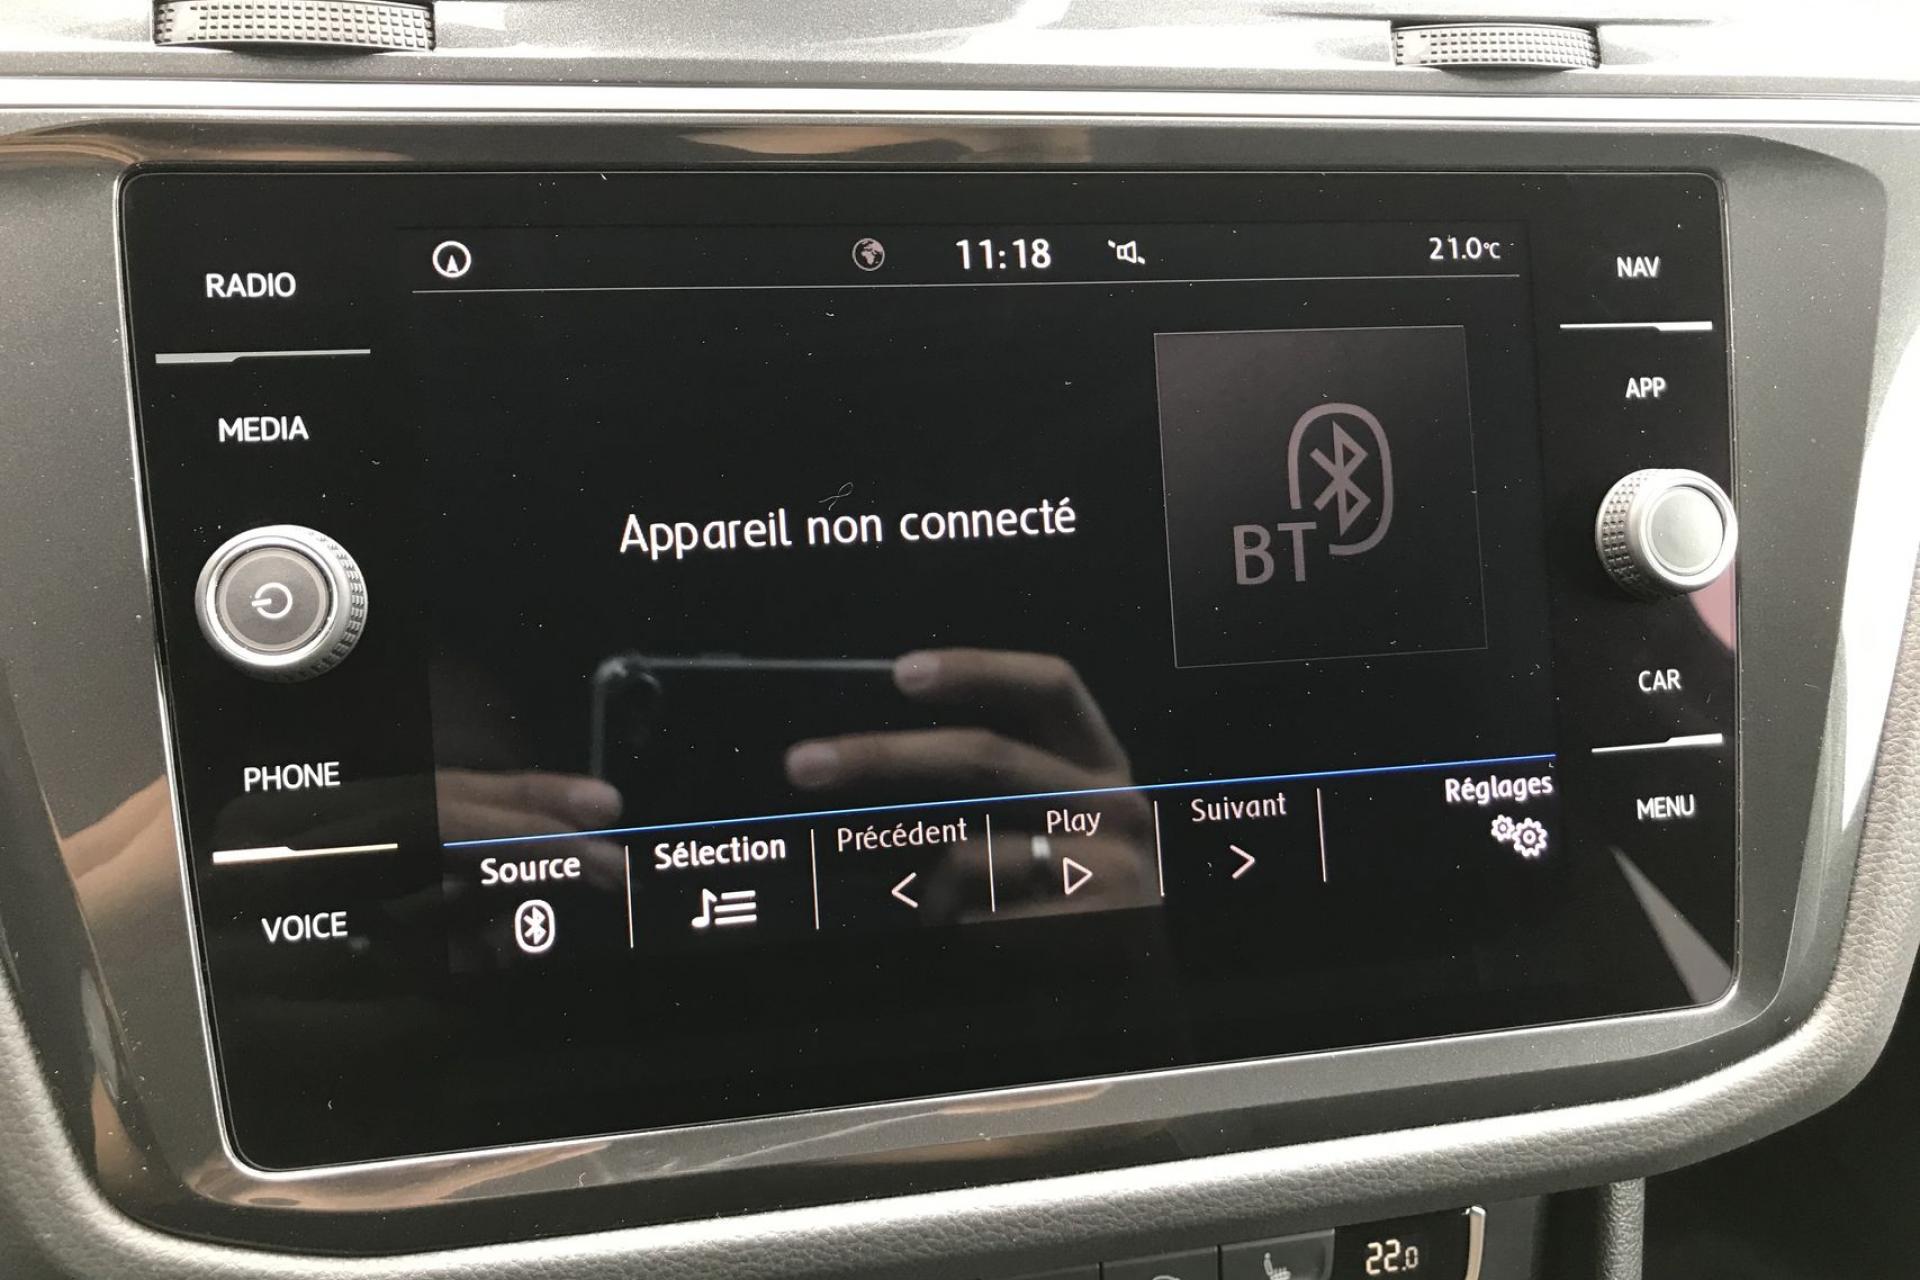 11:18
21.0°C
RADIO
MEDIA
PHONE
VOICE
Appareil non connecté
BT
NAV
APP
CAR
MENU
Source
Sélection
Précédent
Play
Suivant
Réglages
22.0